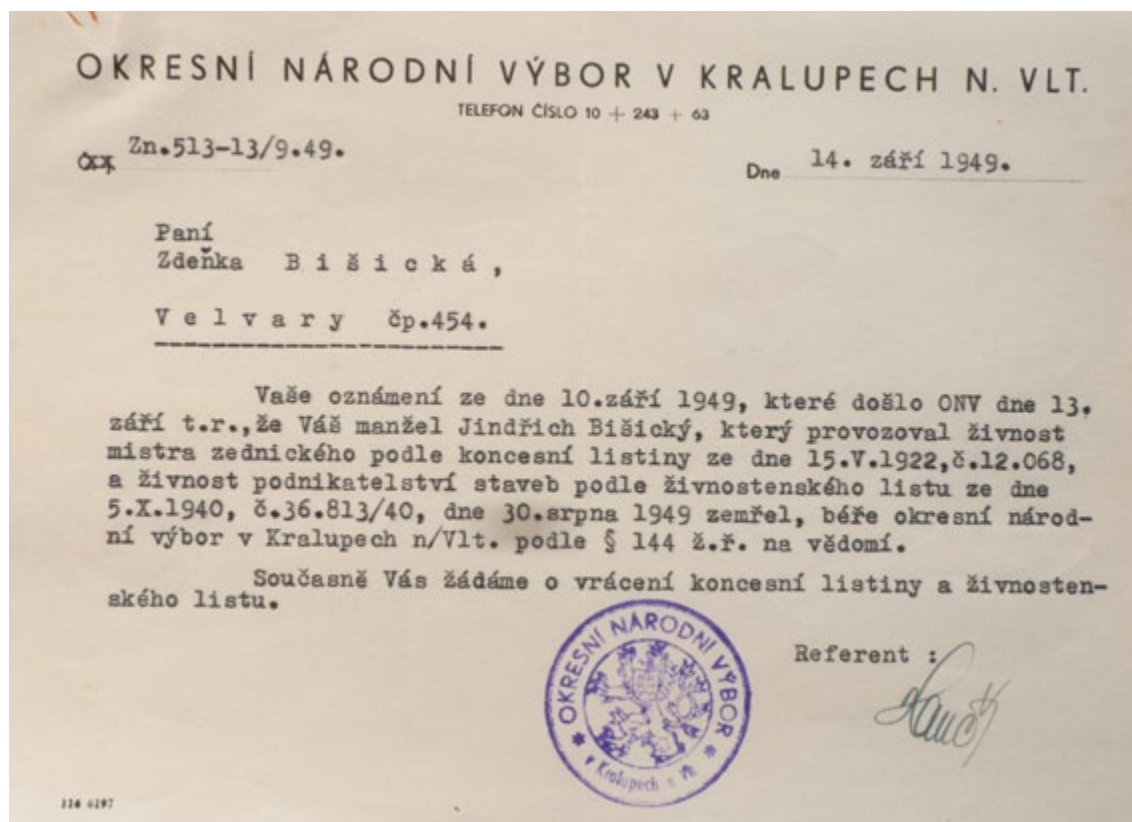 OKRESNÍ NÁRODNÍ VÝBOR V KRALUPECH N. VLT.
TELEFON ČÍSLO 10 + 243 + 63
Zn.513-13/9.49.
Dne 14. září 1949.
Paní
Zdeňka B i š i c k á ,
V e l v a r y čp.454.
Vaše oznámení ze dne 10.září 1949, které došlo ONV dne 13.
září t.r.,že Váš manžel Jindřich Bišický, který provozoval živnost
mistra zednického podle koncesní listiny ze dne 15.V.1922,č.12.068,
a živnost podnikatelství staveb podle živnostenského listu ze dne
5.X.1940, č.36.813/40, dne 30.srpna 1949 zemřel, béře okresní národ-
ní výbor v Kralupech n/Vlt. podle § 144 ž.ř. na vědomí.
Současně Vás žádáme o vrácení koncesní listiny a živnosten-
ského listu.
OKRESNÍ NÁRODNÍ VÝBOR
v Kralupech n Vlt.
Referent :
114 6197